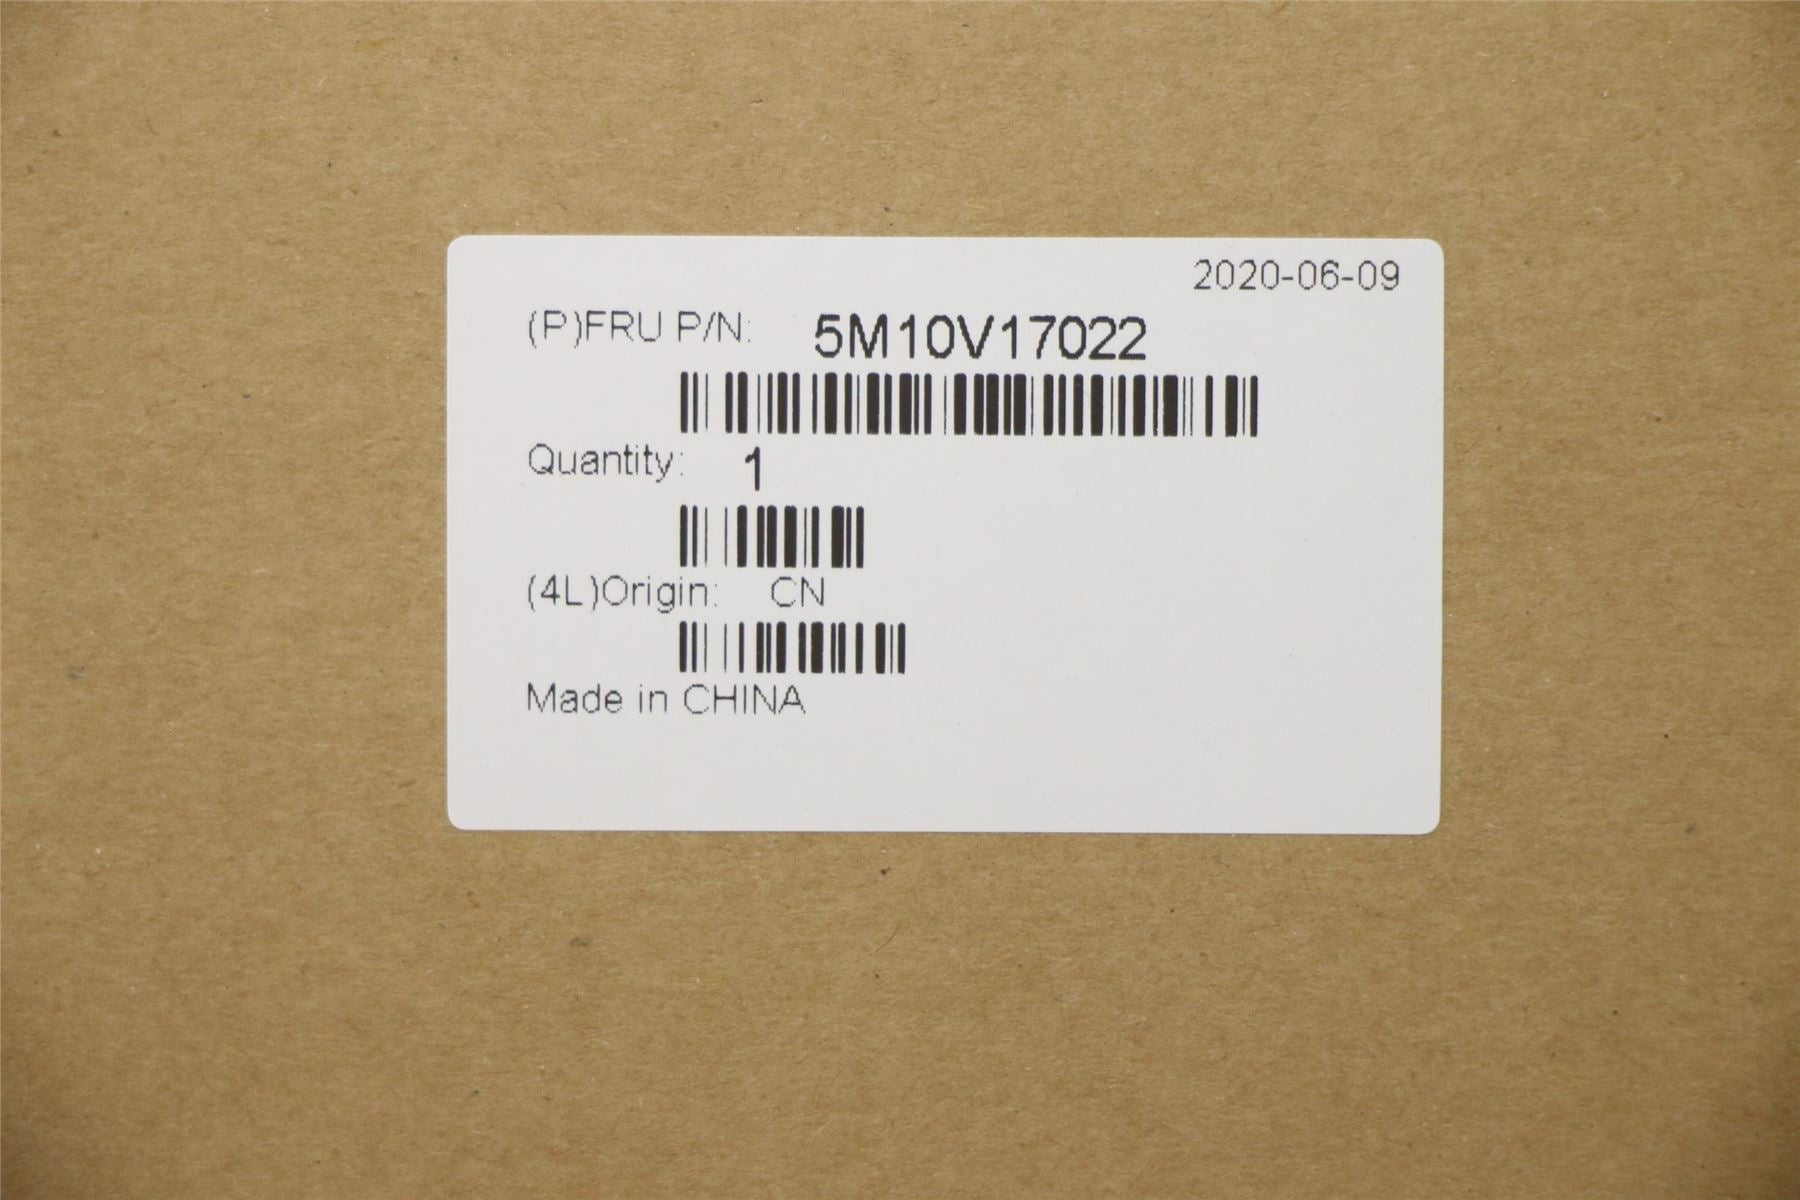 2020-06-09
(P)FRU P/N: 5M10V17022
Quantity: 1
(4L)Origin: CN
Made in CHINA